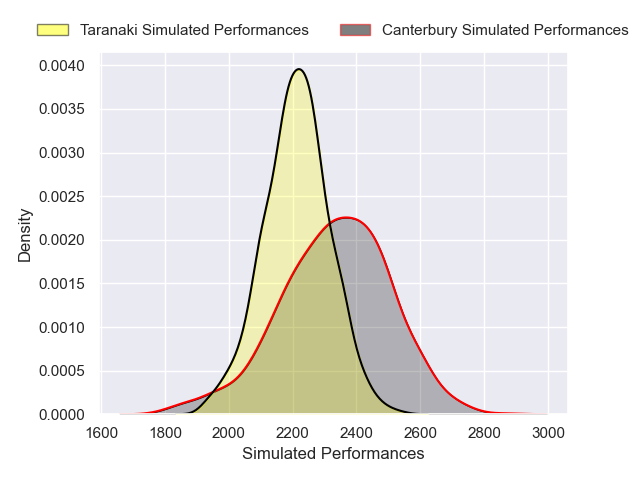 Taranaki Simulated Performances Canterbury Simulated Performances
0.0040
0.0035
0.0030
0.0025
0.0020
0.0015
0.0010
0.0005
0.0000
Density
1600 1800 2000 2200 2400 2600 2800 3000
Simulated Performances